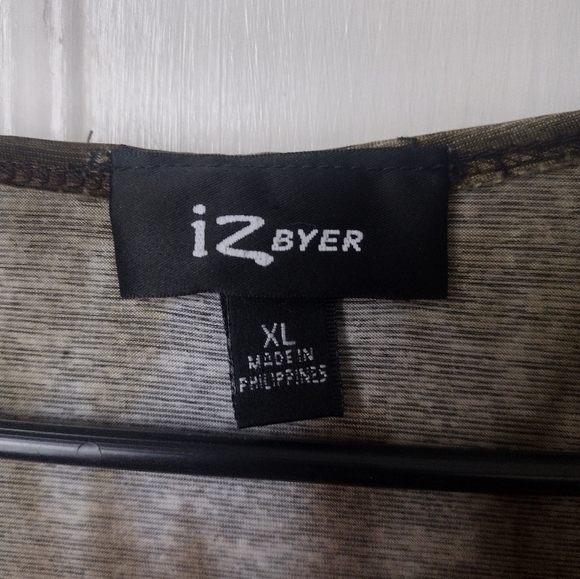 iz BYER
XL
MADE IN
PHILIPPINES